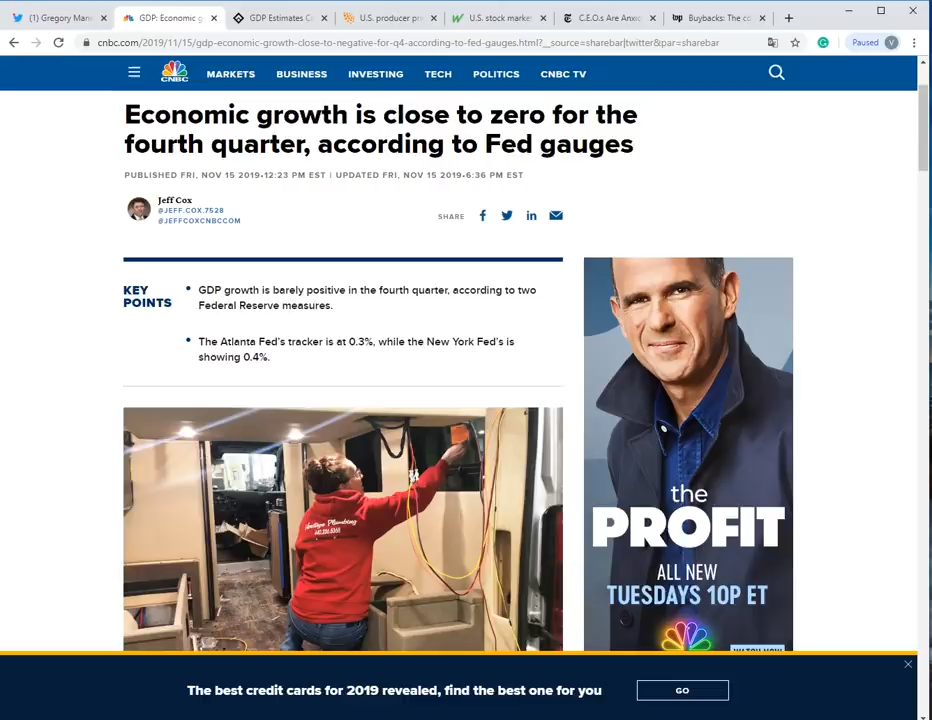 (1) Gregory Man
GDP: Economic g
GDP Estimates C
U.S. producer pr
U.S. stock marke
C.E.O.s Are Anxi
Buybacks: The c
cnbc.com/2019/11/15/gdp-economic-growth-close-to-negative-for-q4-according-to-fed-gauges.html?__source=sharebar|twitter&par=sharebar
Paused
V
CNBC
MARKETS
BUSINESS
INVESTING
TECH
POLITICS
CNBC TV
Economic growth is close to zero for the
fourth quarter, according to Fed gauges
PUBLISHED FRI, NOV 15 2019•12:23 PM EST | UPDATED FRI, NOV 15 2019•6:36 PM EST
Jeff Cox
@JEFF.COX.7528
@JEFFCOXCNBCCOM
SHARE
KEY
POINTS
GDP growth is barely positive in the fourth quarter, according to two
Federal Reserve measures.
The Atlanta Fed's tracker is at 0.3%, while the New York Fed's is
showing 0.4%.
the
PROFIT
ALL NEW
TUESDAYS 10P ET
WATCH NOW
The best credit cards for 2019 revealed, find the best one for you
GO